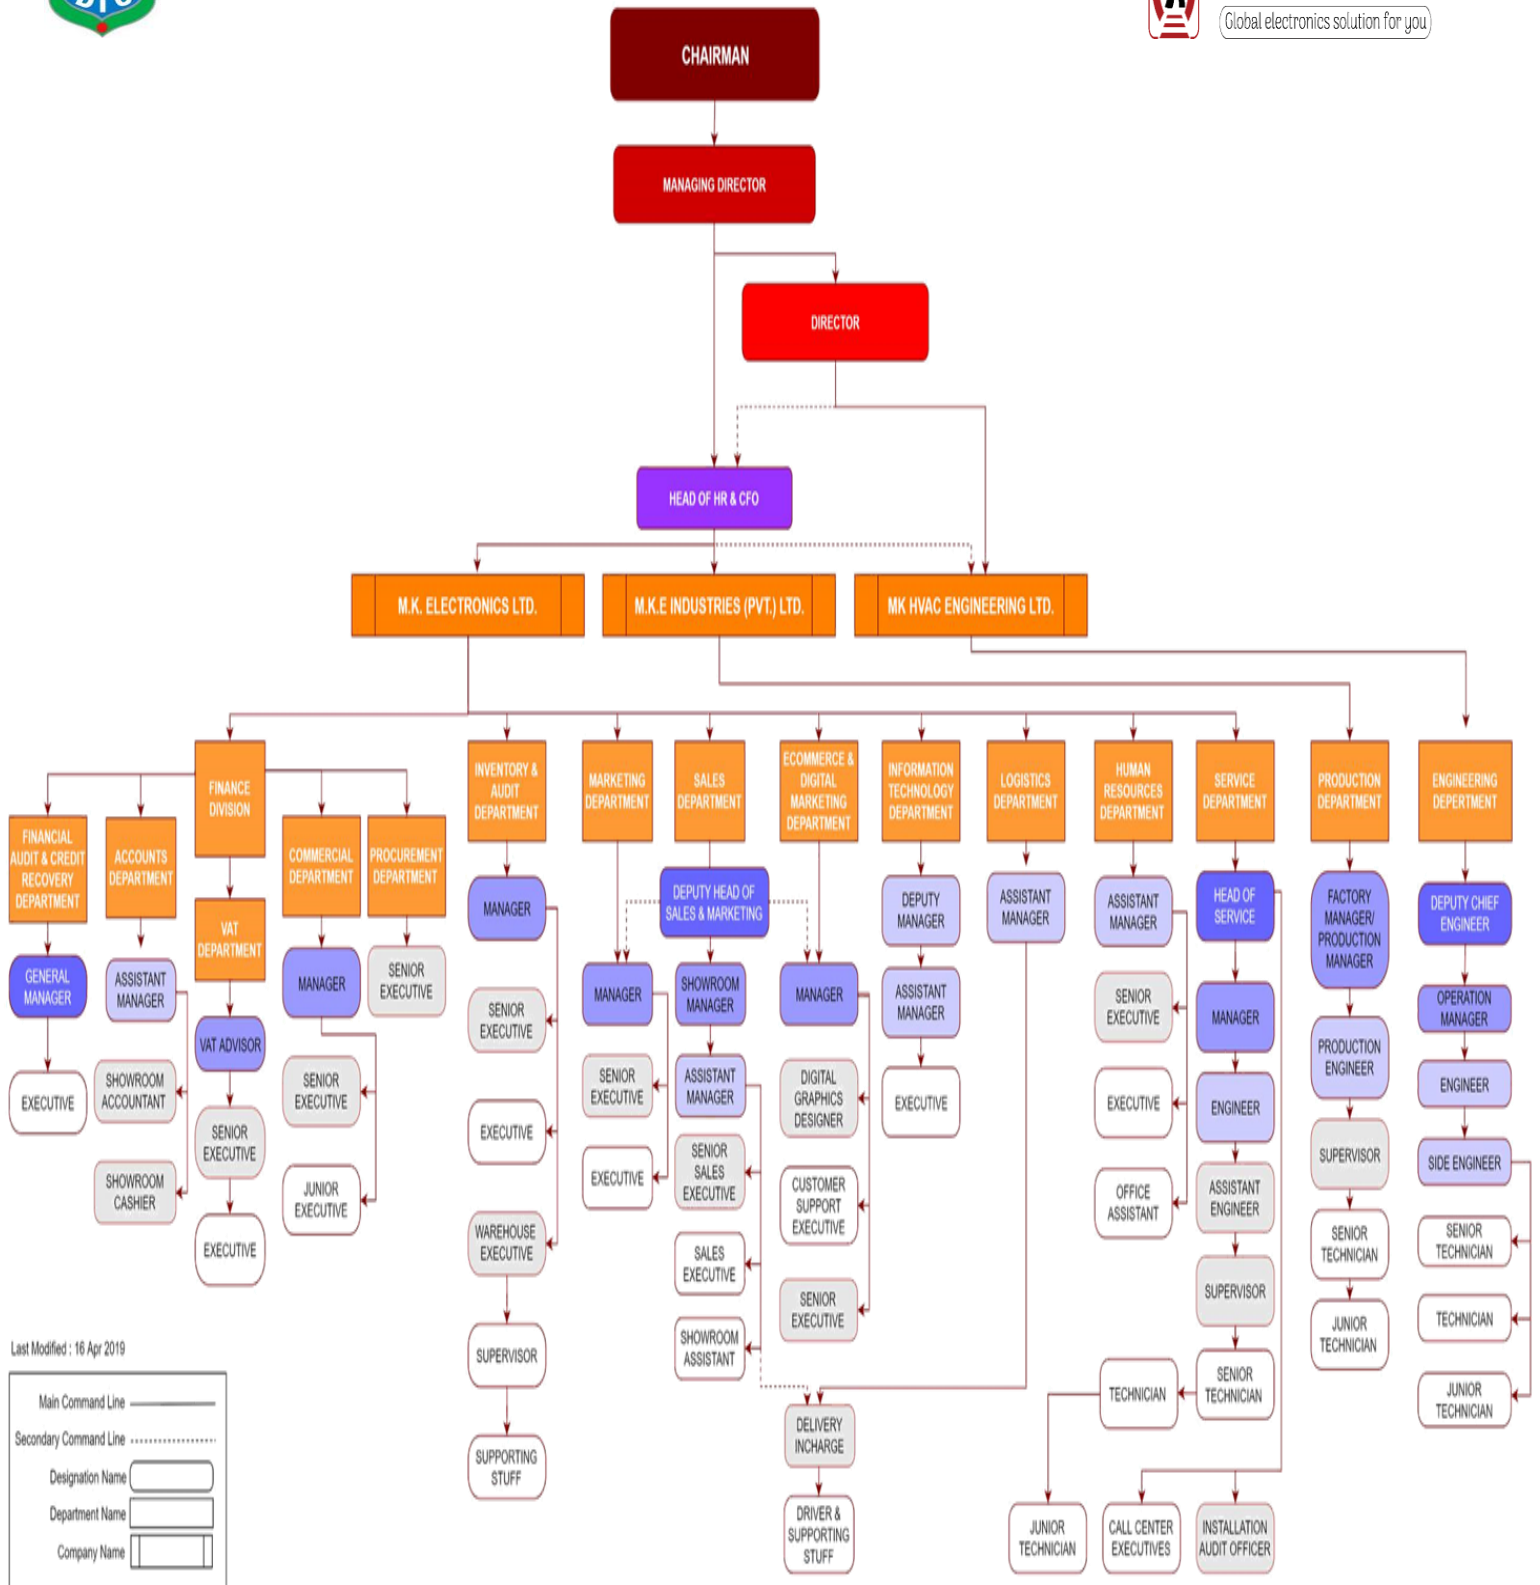 DTC
Global electronics solution for you
CHAIRMAN
MANAGING DIRECTOR
DIRECTOR
HEAD OF HR & CFO
M.K. ELECTRONICS LTD.
M.K.E INDUSTRIES (PVT.) LTD.
MK HVAC ENGINEERING LTD.
FINANCE
DIVISION
FINANCIAL
AUDIT & CREDIT
RECOVERY
DEPARTMENT
GENERAL
MANAGER
EXECUTIVE
ACCOUNTS
DEPARTMENT
ASSISTANT
MANAGER
SHOWROOM
ACCOUNTANT
SHOWROOM
CASHIER
VAT
DEPARTMENT
VAT ADVISOR
SENIOR
EXECUTIVE
EXECUTIVE
COMMERCIAL
DEPARTMENT
MANAGER
SENIOR
EXECUTIVE
JUNIOR
EXECUTIVE
PROCUREMENT
DEPARTMENT
SENIOR
EXECUTIVE
INVENTORY &
AUDIT
DEPARTMENT
MANAGER
SENIOR
EXECUTIVE
EXECUTIVE
WAREHOUSE
EXECUTIVE
SUPERVISOR
SUPPORTING
STUFF
MARKETING
DEPARTMENT
MANAGER
SENIOR
EXECUTIVE
EXECUTIVE
SALES
DEPARTMENT
DEPUTY HEAD OF
SALES & MARKETING
SHOWROOM
MANAGER
ASSISTANT
MANAGER
SENIOR
SALES
EXECUTIVE
SALES
EXECUTIVE
SHOWROOM
ASSISTANT
ECOMMERCE &
DIGITAL
MARKETING
DEPARTMENT
MANAGER
DIGITAL
GRAPHICS
DESIGNER
CUSTOMER
SUPPORT
EXECUTIVE
SENIOR
EXECUTIVE
INFORMATION
TECHNOLOGY
DEPARTMENT
DEPUTY
MANAGER
ASSISTANT
MANAGER
EXECUTIVE
LOGISTICS
DEPARTMENT
ASSISTANT
MANAGER
DELIVERY
INCHARGE
DRIVER &
SUPPORTING
STUFF
HUMAN
RESOURCES
DEPARTMENT
ASSISTANT
MANAGER
SENIOR
EXECUTIVE
EXECUTIVE
OFFICE
ASSISTANT
SERVICE
DEPARTMENT
HEAD OF
SERVICE
MANAGER
ENGINEER
ASSISTANT
ENGINEER
SUPERVISOR
SENIOR
TECHNICIAN
TECHNICIAN
JUNIOR
TECHNICIAN
CALL CENTER
EXECUTIVES
INSTALLATION
AUDIT OFFICER
PRODUCTION
DEPARTMENT
FACTORY
MANAGER/
PRODUCTION
MANAGER
PRODUCTION
ENGINEER
SUPERVISOR
SENIOR
TECHNICIAN
JUNIOR
TECHNICIAN
ENGINEERING
DEPERTMENT
DEPUTY CHIEF
ENGINEER
OPERATION
MANAGER
ENGINEER
SIDE ENGINEER
SENIOR
TECHNICIAN
TECHNICIAN
JUNIOR
TECHNICIAN
Last Modified : 16 Apr 2019
Main Command Line
Secondary Command Line
Designation Name
Department Name
Company Name